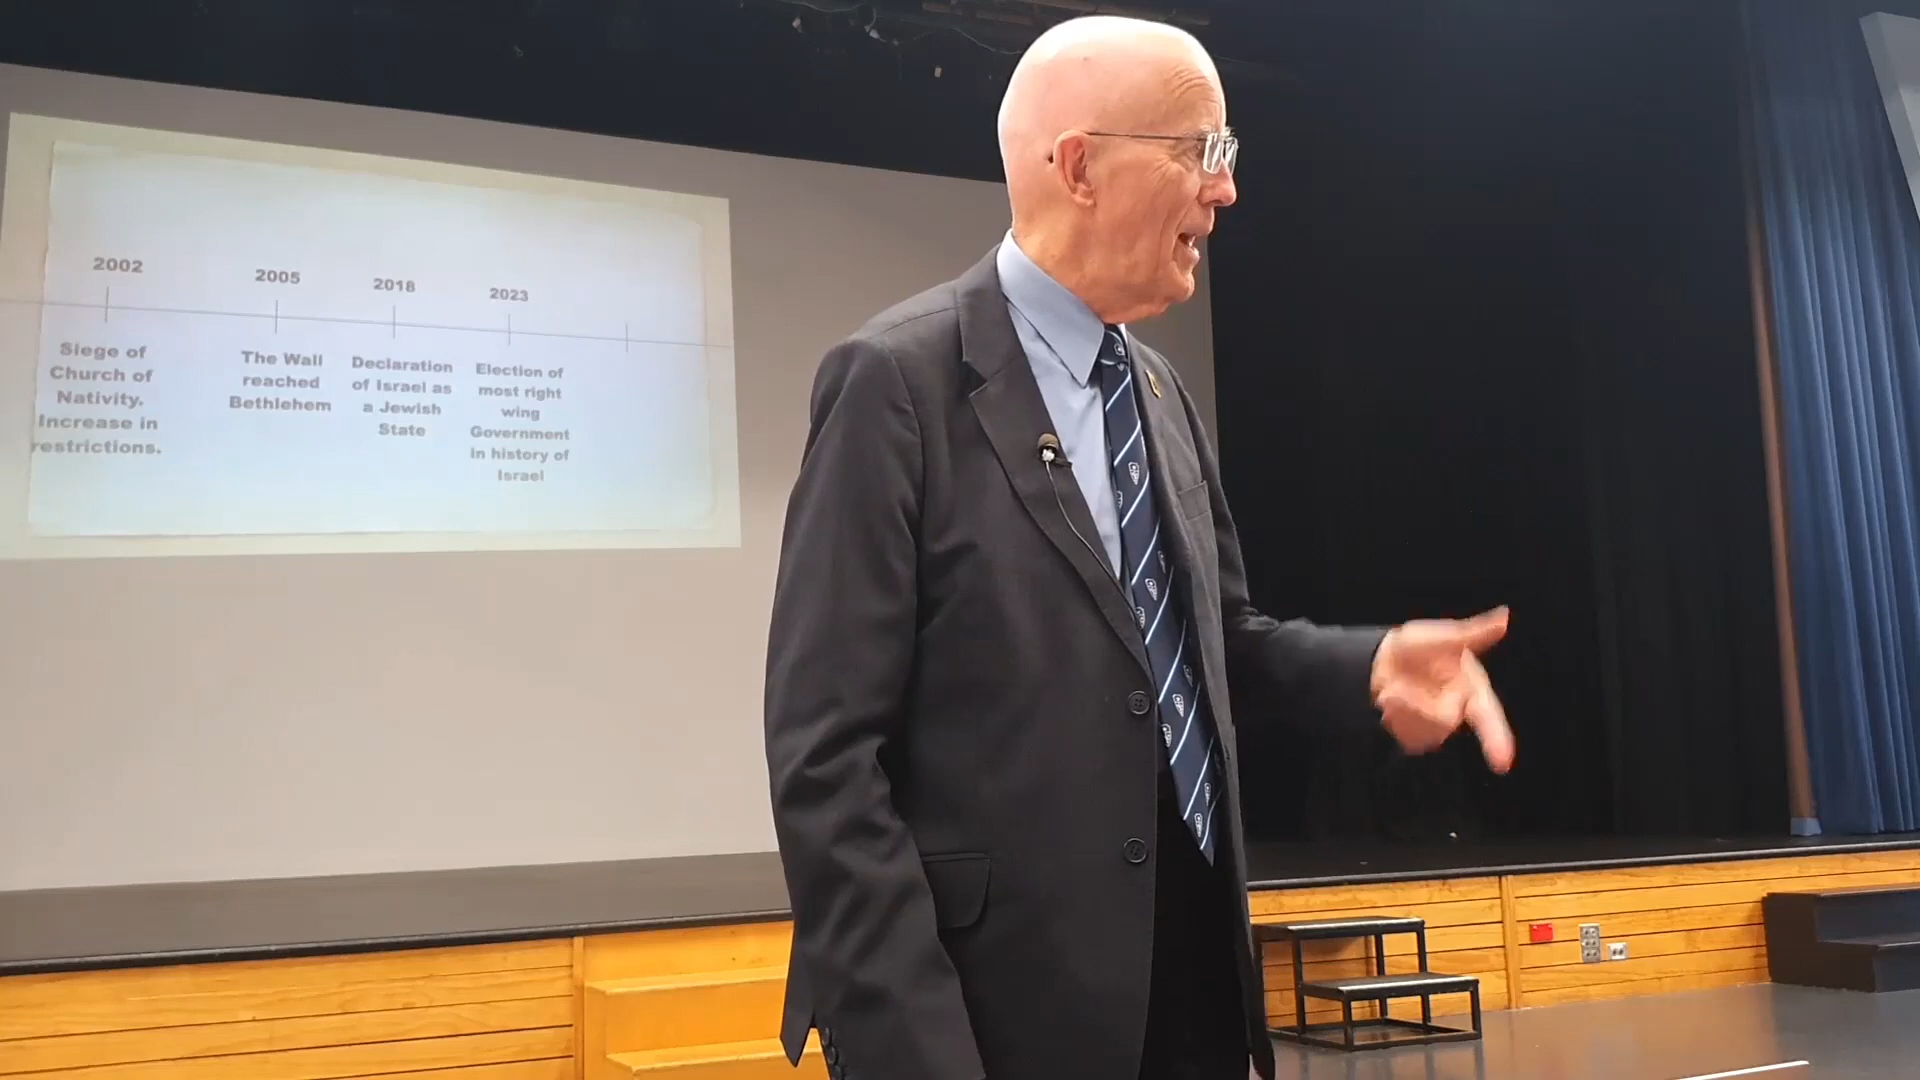 2002
2005
2018
2023
Siege of
Church of
Nativity.
Increase in
restrictions.
The Wall
reached
Bethlehem
Declaration
of Israel as
a Jewish
State
Election of
most right
wing
Government
in history of
Israel